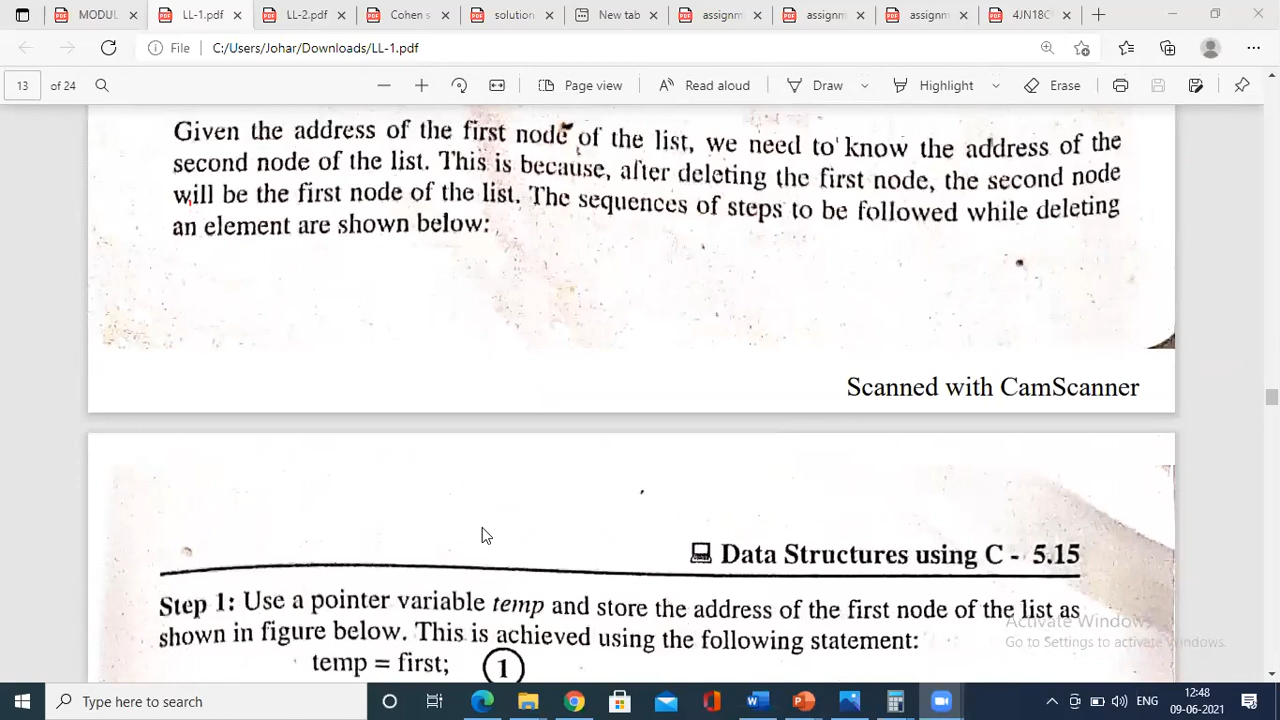 MODUL
LL-1.pdf
LL-2.pdf
Cohen s
solution
New tab
assignm
assignm
assignm
4JN18C
File
C:/Users/Johar/Downloads/LL-1.pdf
13 of 24
Page view
Read aloud
Draw
Highlight
Erase
Given the address of the first node of the list, we need to know the address of the
second node of the list. This is because, after deleting the first node, the second node
will be the first node of the list. The sequences of steps to be followed while deleting
an element are shown below:
Scanned with CamScanner
Data Structures using C - 5.15
Step 1: Use a pointer variable temp and store the address of the first node of the list as
shown in figure below. This is achieved using the following statement:
temp = first; 1
Activate Windows
Go to Settings to activate Windows.
Type here to search
ENG
12:48
09-06-2021